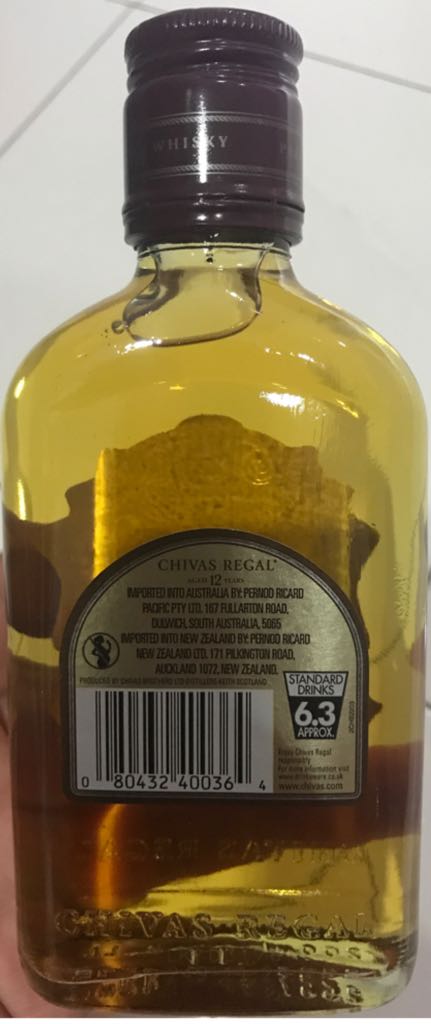 WHISKY
CHIVAS REGAL
AGED 12 YEARS
IMPORTED INTO AUSTRALIA BY: PERNOD RICARD
PACIFIC PTY LTD. 167 FULLARTON ROAD,
DULWICH, SOUTH AUSTRALIA, 5065
IMPORTED INTO NEW ZEALAND BY: PERNOD RICARD
NEW ZEALAND LTD. 171 PILKINGTON ROAD,
AUCKLAND 1072, NEW ZEALAND.
PRODUCED BY CHIVAS BROTHERS LTD DISTILLERS KEITH SCOTLAND
STANDARD
DRINKS
6.3
APPROX.
Enjoy Chivas Regal
responsibly
For more information visit
www.drinkaware.co.uk
www.chivas.com
0 80432 40036 4
CHIVAS REGAL